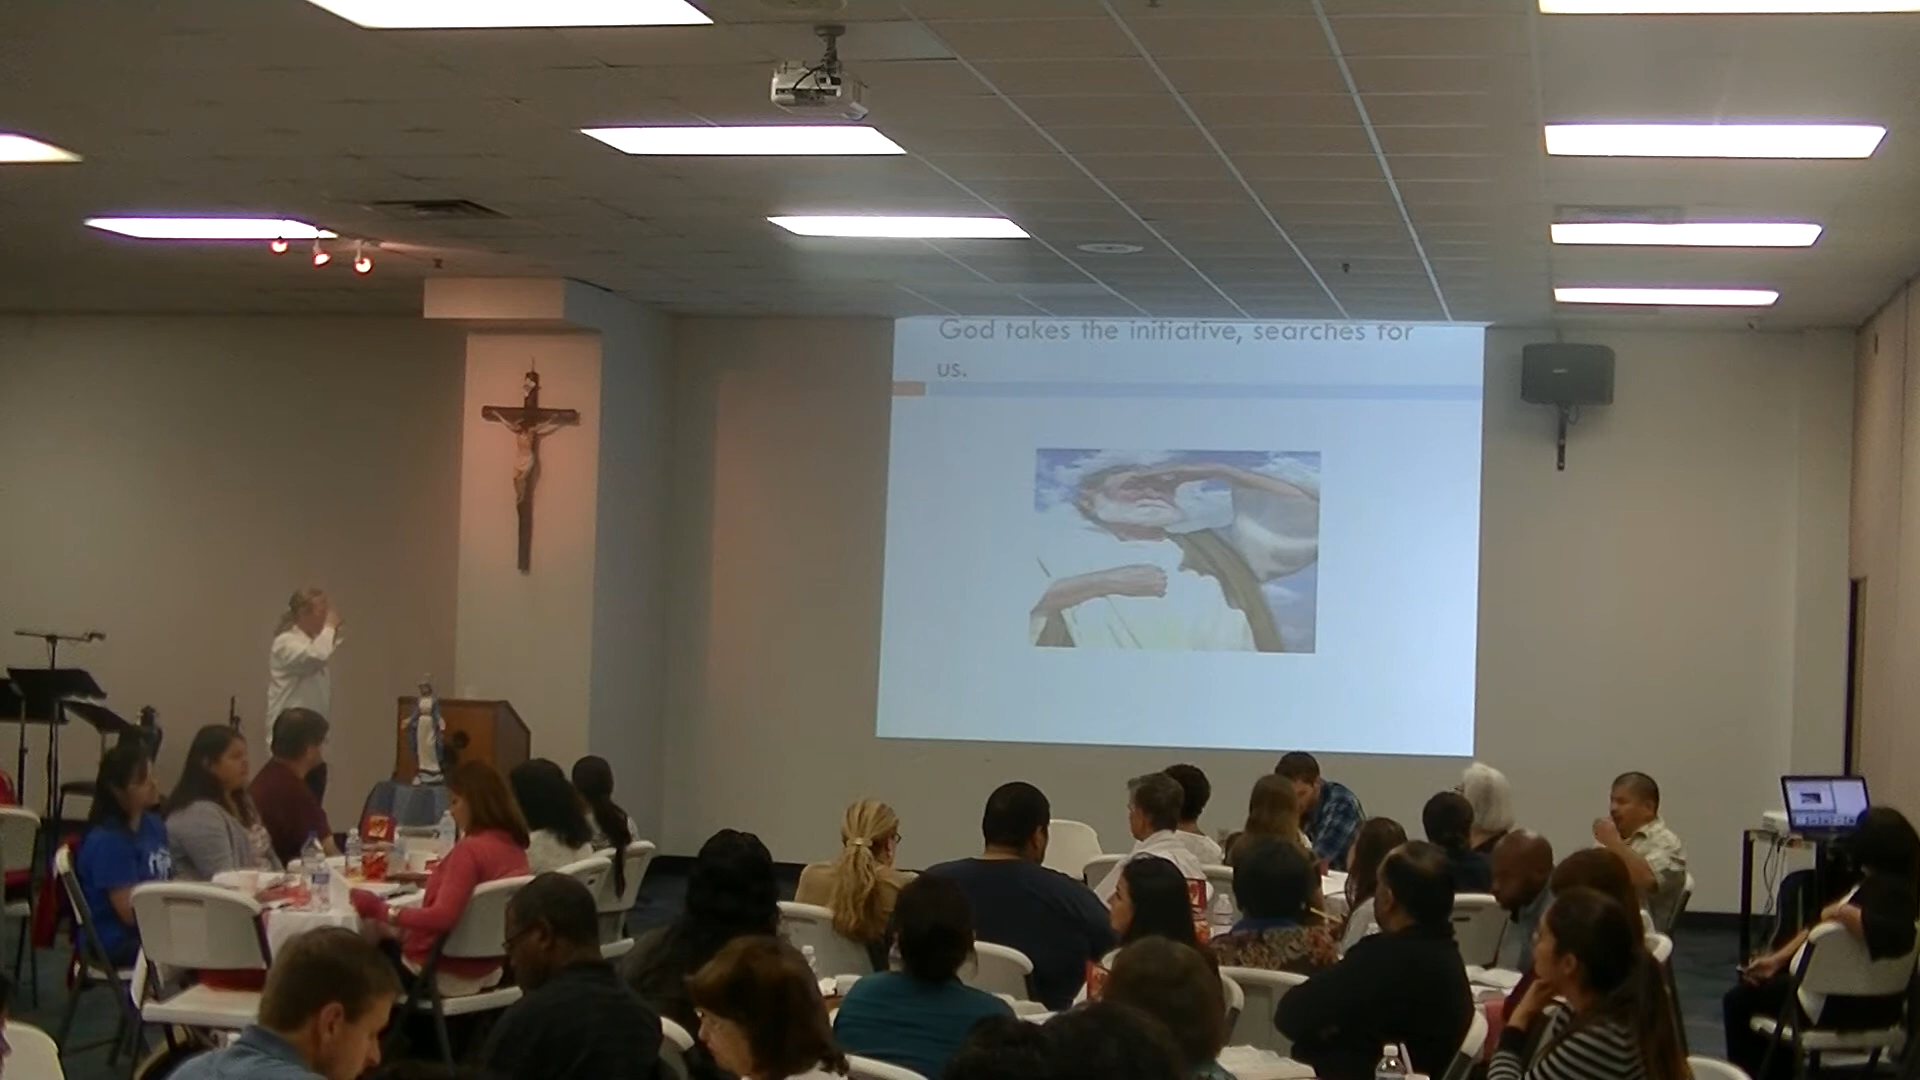 God takes the initiative, searches for
us.